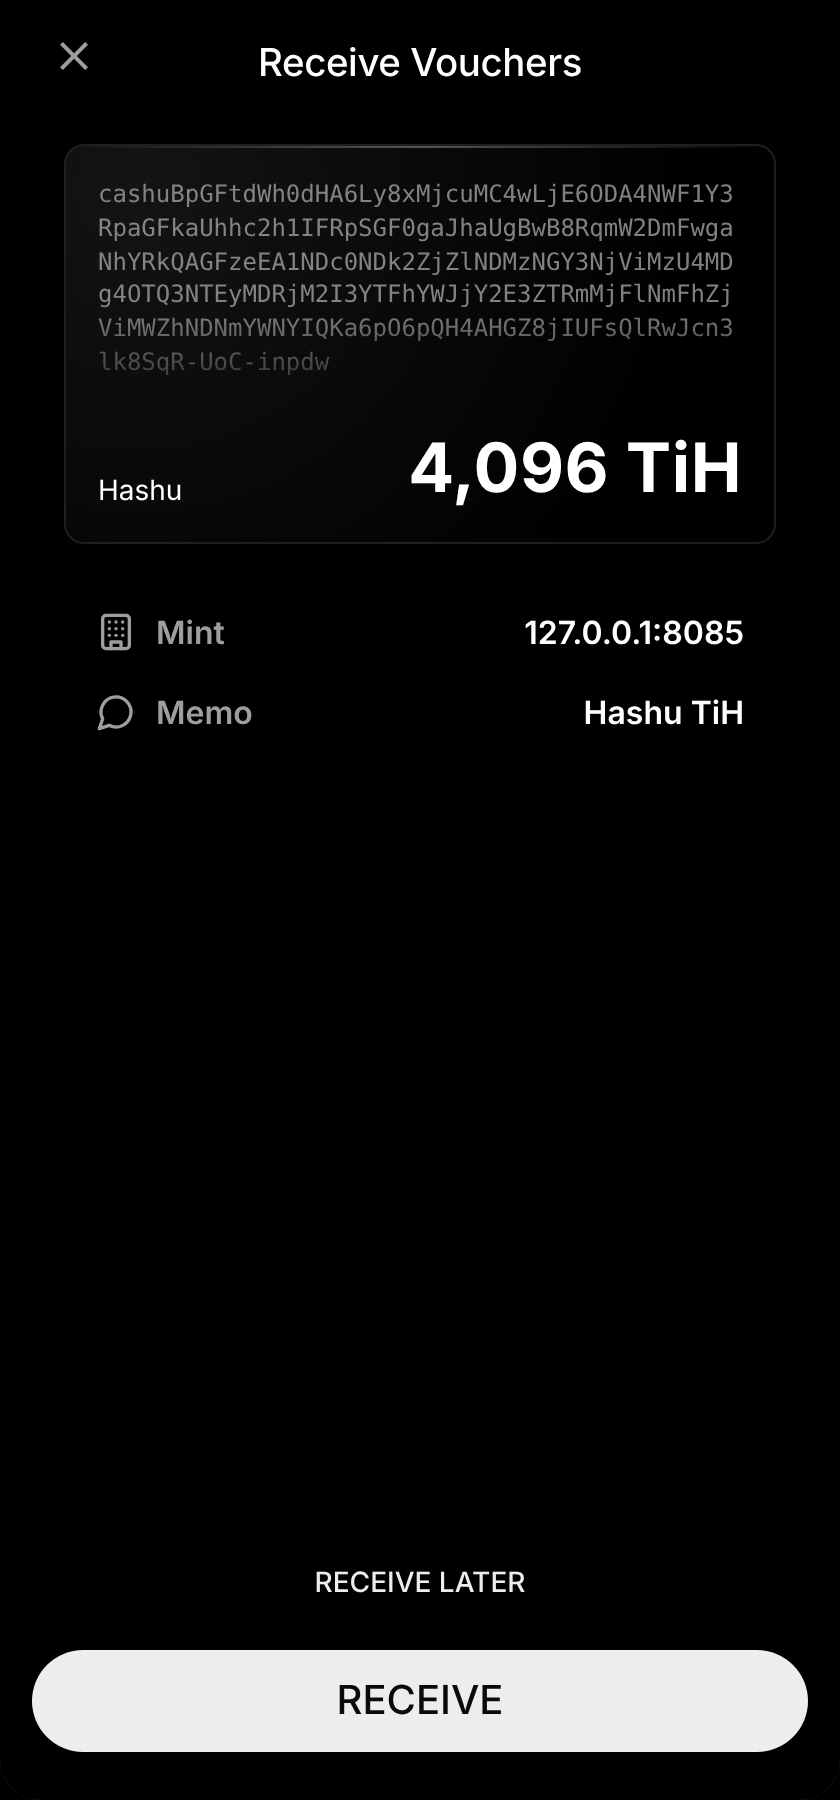 Receive Vouchers
cashuBpGFtdWh0dHA6Ly8xMjcuMC4wLjE6ODA4NWF1Y3
RpaGFkaUhhc2h1IFRpSGF0gaJhaUgBwB8RqmW2DmFwga
NhYRkQAGFzeEA1NDc0NDk2ZjZlNDMzNGY3NjViMzU4MD
g4OTQ3NTEyMDRjM2I3YTFhYWJjY2E3ZTRmMjFlNmFhZj
ViMWZhNDNmYWNYIQKa6pO6pQH4AHGZ8jIUFsQlRwJcn3
lk8SqR-UoC-inpdw
Hashu
4,096 TiH
Mint
127.0.0.1:8085
Memo
Hashu TiH
RECEIVE LATER
RECEIVE